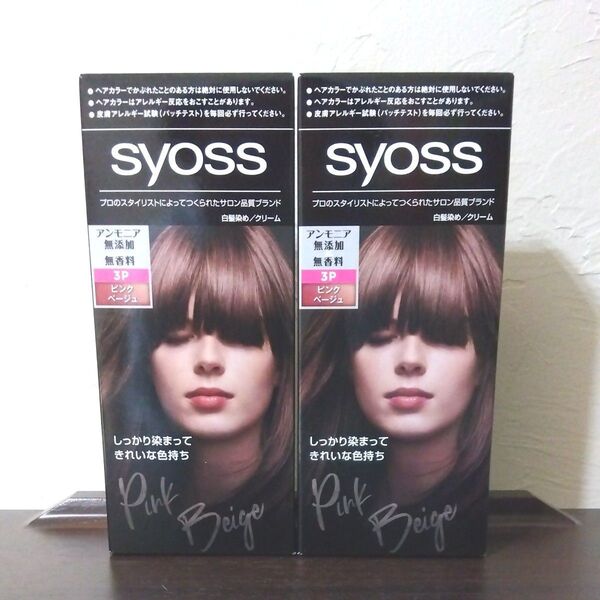 ●ヘアカラーでかぶれたことのある方は絶対に使用しないでください。
●ヘアカラーはアレルギー反応をおこすことがあります。
●皮膚アレルギー試験(パッチテスト)を毎回必ず行ってください。
syoss
プロのスタイリストによってつくられたサロン品質ブランド
白髪染め/クリーム
アンモニア
無添加
無香料
3P
ピンク
ベージュ
しっかり染まって
きれいな色持ち
Pink
Beige
●ヘアカラーでかぶれたことのある方は絶対に使用しないでください。
●ヘアカラーはアレルギー反応をおこすことがあります。
●皮膚アレルギー試験(パッチテスト)を毎回必ず行ってください。
syoss
プロのスタイリストによってつくられたサロン品質ブランド
白髪染め/クリーム
アンモニア
無添加
無香料
3P
ピンク
ベージュ
しっかり染まって
きれいな色持ち
Pink
Beige